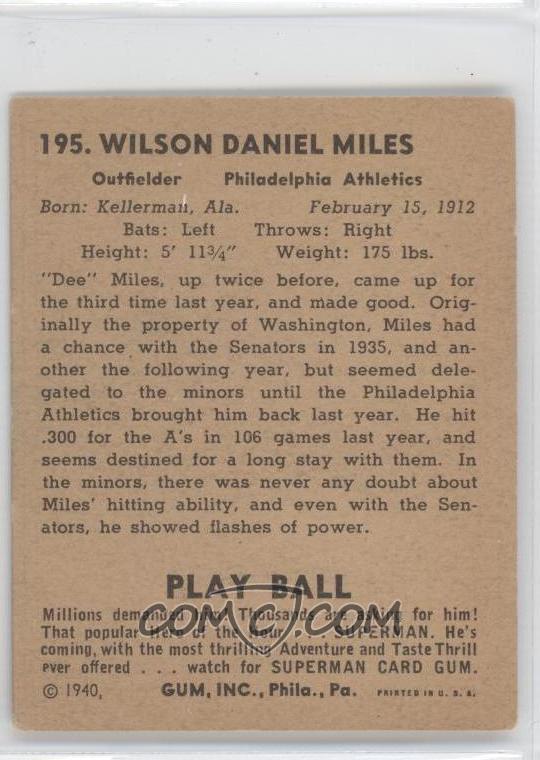 195. WILSON DANIEL MILES
Outfielder Philadelphia Athletics
Born: Kellerman, Ala. February 15, 1912
Bats: Left Throws: Right
Height: 5' 11¾" Weight: 175 lbs.
"Dee" Miles, up twice before, came up for
the third time last year, and made good. Orig-
inally the property of Washington, Miles had
a chance with the Senators in 1935, and an-
other the following year, but seemed dele-
gated to the minors until the Philadelphia
Athletics brought him back last year. He hit
.300 for the A's in 106 games last year, and
seems destined for a long stay with them. In
the minors, there was never any doubt about
Miles' hitting ability, and even with the Sen-
ators, he showed flashes of power.
PLAY BALL
COMC.COM
Millions demanded him! Thousands are asking for him!
That popular Hero of the Hour . . . SUPERMAN. He's
coming, with the most thrilling Adventure and Taste Thrill
ever offered . . . watch for SUPERMAN CARD GUM.
© 1940, GUM, INC., Phila., Pa. PRINTED IN U. S. A.